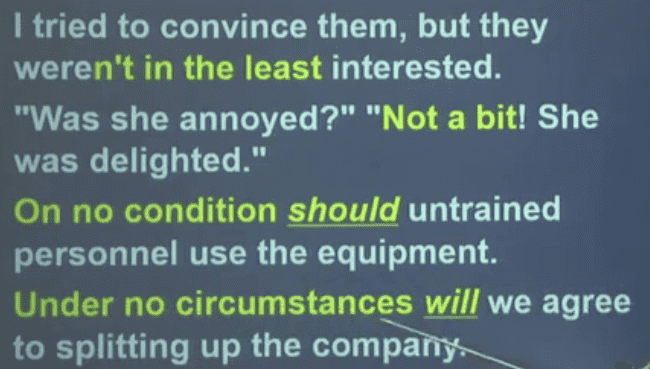 I tried to convince them, but they
weren't in the least interested.
"Was she annoyed?" "Not a bit! She
was delighted."
On no condition should untrained
personnel use the equipment.
Under no circumstances will we agree
to splitting up the company.